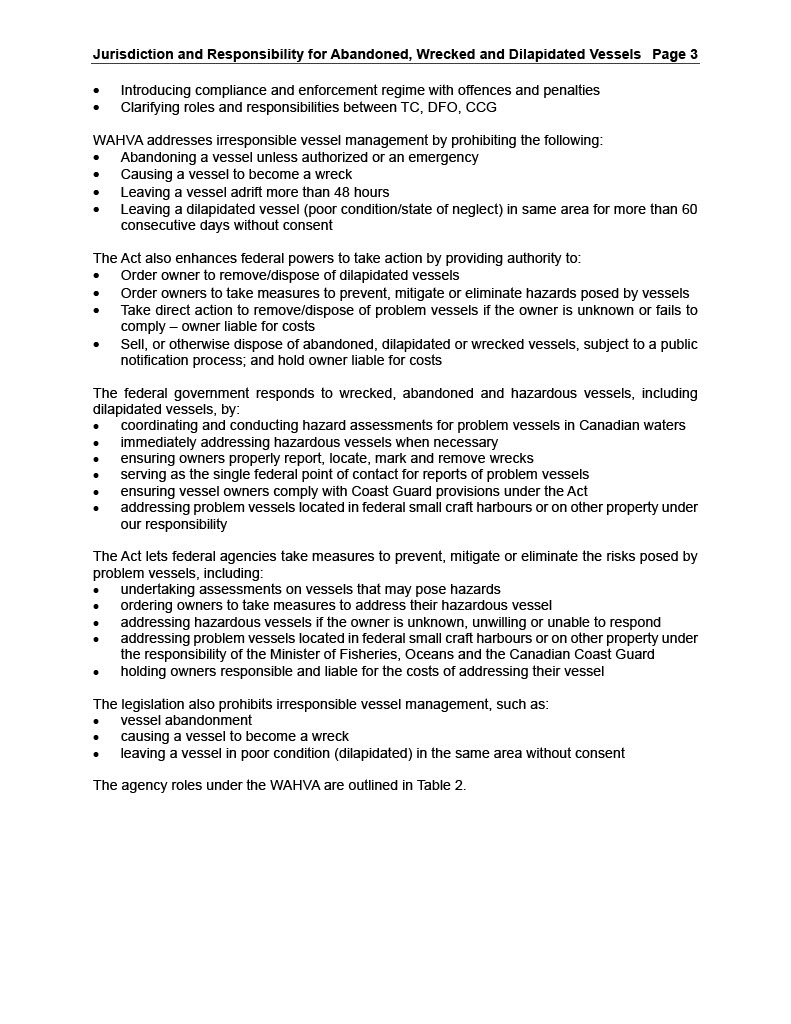 Jurisdiction and Responsibility for Abandoned, Wrecked and Dilapidated Vessels Page 3
• Introducing compliance and enforcement regime with offences and penalties
• Clarifying roles and responsibilities between TC, DFO, CCG
WAHVA addresses irresponsible vessel management by prohibiting the following:
• Abandoning a vessel unless authorized or an emergency
• Causing a vessel to become a wreck
• Leaving a vessel adrift more than 48 hours
• Leaving a dilapidated vessel (poor condition/state of neglect) in same area for more than 60
consecutive days without consent
The Act also enhances federal powers to take action by providing authority to:
• Order owner to remove/dispose of dilapidated vessels
• Order owners to take measures to prevent, mitigate or eliminate hazards posed by vessels
• Take direct action to remove/dispose of problem vessels if the owner is unknown or fails to
comply – owner liable for costs
• Sell, or otherwise dispose of abandoned, dilapidated or wrecked vessels, subject to a public
notification process; and hold owner liable for costs
The federal government responds to wrecked, abandoned and hazardous vessels, including
dilapidated vessels, by:
• coordinating and conducting hazard assessments for problem vessels in Canadian waters
• immediately addressing hazardous vessels when necessary
• ensuring owners properly report, locate, mark and remove wrecks
• serving as the single federal point of contact for reports of problem vessels
• ensuring vessel owners comply with Coast Guard provisions under the Act
• addressing problem vessels located in federal small craft harbours or on other property under
our responsibility
The Act lets federal agencies take measures to prevent, mitigate or eliminate the risks posed by
problem vessels, including:
• undertaking assessments on vessels that may pose hazards
• ordering owners to take measures to address their hazardous vessel
• addressing hazardous vessels if the owner is unknown, unwilling or unable to respond
• addressing problem vessels located in federal small craft harbours or on other property under
the responsibility of the Minister of Fisheries, Oceans and the Canadian Coast Guard
• holding owners responsible and liable for the costs of addressing their vessel
The legislation also prohibits irresponsible vessel management, such as:
• vessel abandonment
• causing a vessel to become a wreck
• leaving a vessel in poor condition (dilapidated) in the same area without consent
The agency roles under the WAHVA are outlined in Table 2.